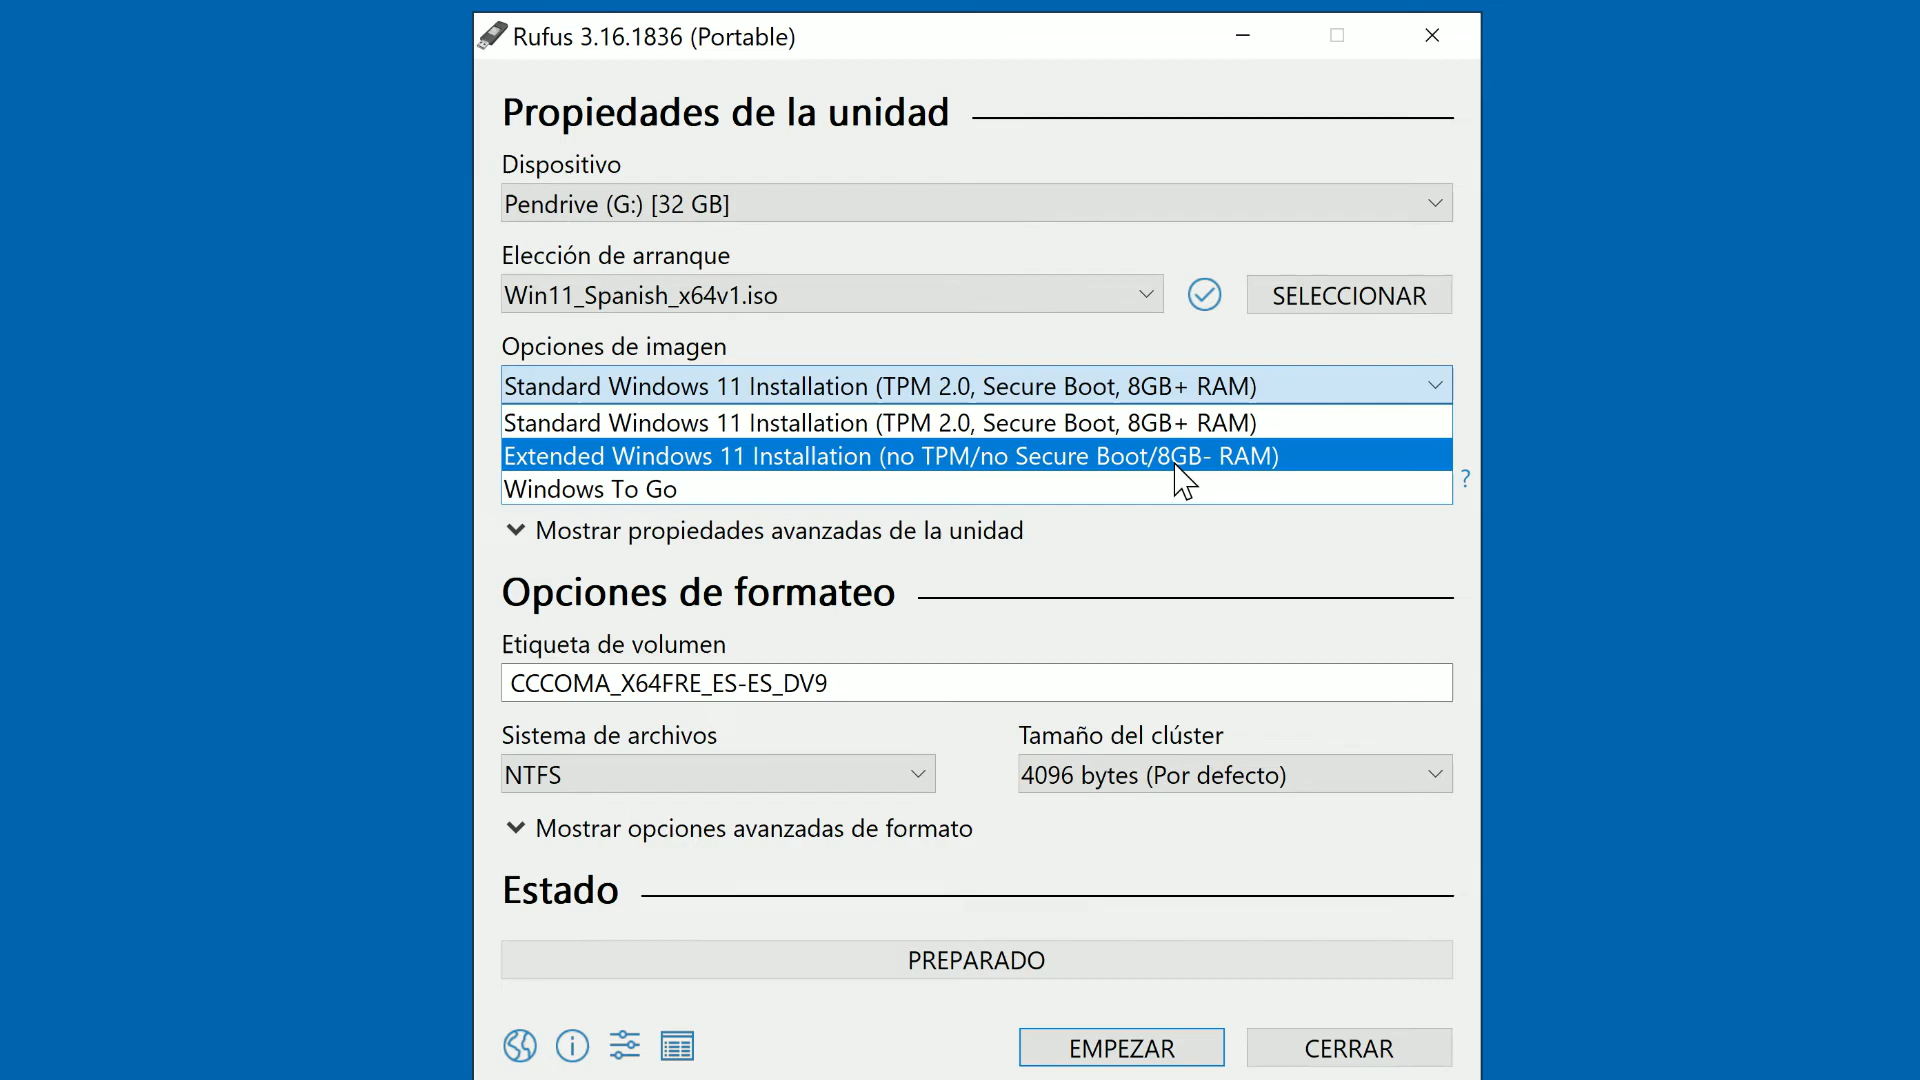 Rufus 3.16.1836 (Portable)
Propiedades de la unidad
Dispositivo
Pendrive (G:) [32 GB]
Elección de arranque
Win11_Spanish_x64v1.iso
SELECCIONAR
Opciones de imagen
Standard Windows 11 Installation (TPM 2.0, Secure Boot, 8GB+ RAM)
Standard Windows 11 Installation (TPM 2.0, Secure Boot, 8GB+ RAM)
Extended Windows 11 Installation (no TPM/no Secure Boot/8GB- RAM)
Windows To Go
?
Mostrar propiedades avanzadas de la unidad
Opciones de formateo
Etiqueta de volumen
CCCOMA_X64FRE_ES-ES_DV9
Sistema de archivos
Tamaño del clúster
NTFS
4096 bytes (Por defecto)
Mostrar opciones avanzadas de formato
Estado
PREPARADO
EMPEZAR
CERRAR